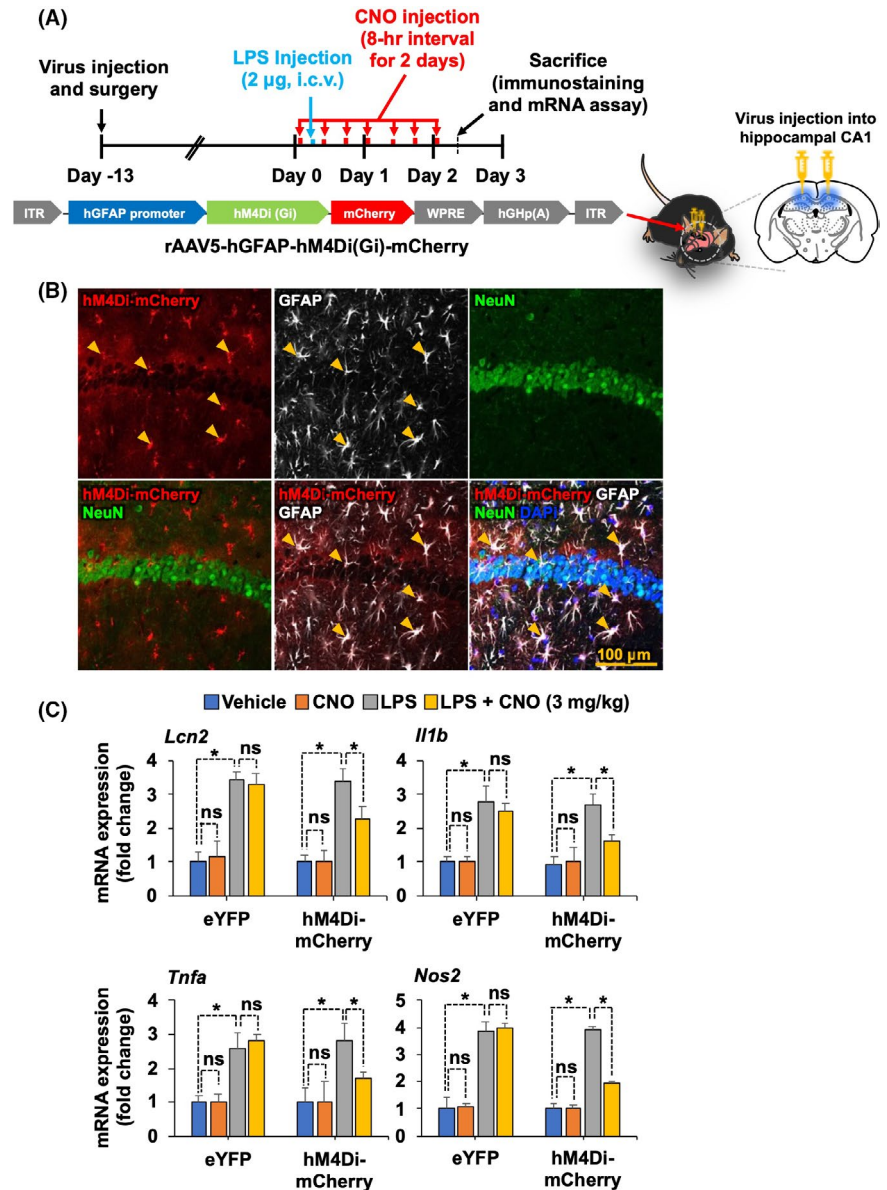 (A)
CNO injection
(8-hr interval
for 2 days)
LPS Injection
(2 µg, i.c.v.)
Virus injection
and surgery
Sacrifice
(immunostaining
and mRNA assay)
Day -13
Day 0
Day 1
Day 2
Day 3
Virus injection into
hippocampal CA1
ITR
hGFAP promoter
hM4Di (Gi)
mCherry
WPRE
hGHp(A)
ITR
rAAV5-hGFAP-hM4Di(Gi)-mCherry
(B)
hM4Di-mCherry
GFAP
NeuN
hM4Di-mCherry
NeuN
hM4Di-mCherry
GFAP
hM4Di-mCherry GFAP
NeuN DAPi
100 µm
(C)
Vehicle CNO LPS LPS + CNO (3 mg/kg)
Lcn2
mRNA expression
(fold change)
4
3
2
1
0
* ns
ns
* *
ns
eYFP
hM4Di-
mCherry
Il1b
4
3
2
1
0
* ns
ns
* *
ns
eYFP
hM4Di-
mCherry
Tnfa
mRNA expression
(fold change)
4
3
2
1
0
* ns
ns
* *
ns
eYFP
hM4Di-
mCherry
Nos2
5
4
3
2
1
0
* ns
ns
* *
ns
eYFP
hM4Di-
mCherry